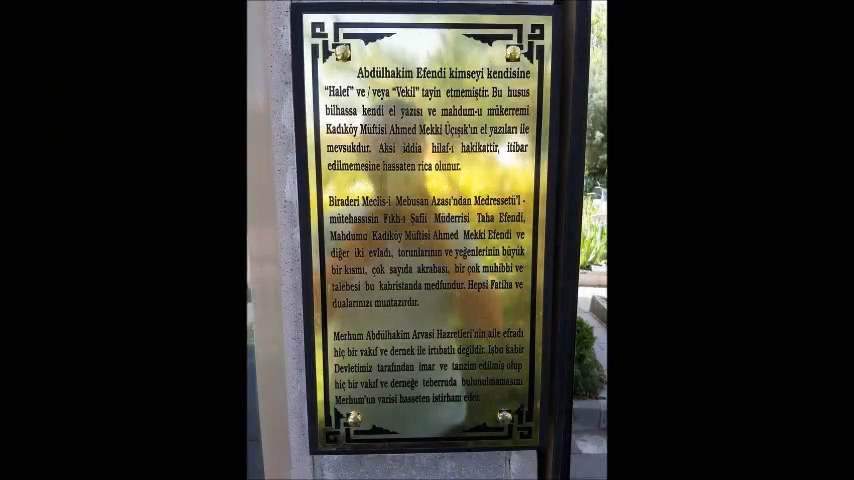 Abdülhakim Efendi kimseyi kendisine
"Halef" ve / veya "Vekil" tayin etmemiştir. Bu husus
bilhassa kendi el yazısı ve mahdum-u mükerremi
Kadıköy Müftisi Ahmed Mekki Üçışık'ın el yazıları ile
mevsukdur. Aksi iddia hilaf-ı hakikattir, itibar
edilmemesine hassaten rica olunur.
Biraderi Meclis-i Mebusan Azası'ndan Medressetü'l -
mütehassisin Fıkh-ı Şafii Müderrisi Taha Efendi,
Mahdumu Kadıköy Müftisi Ahmed Mekki Efendi ve
diğer iki evladı, torunlarının ve yeğenlerinin büyük
bir kısmı, çok sayıda akrabası, bir çok muhibbi ve
talebesi bu kabristanda medfundur. Hepsi Fatiha ve
dualarınızı muntazırdır.
Merhum Abdülhakim Arvasi Hazretleri'nin aile efradı
hiç bir vakıf ve dernek ile irtibatlı değildir. İşbu kabir
Devletimiz tarafından imar ve tanzim edilmiş olup
hiç bir vakıf ve derneğe teberruda bulunulmamasını
Merhum'un varisi hasseten istirham eder.